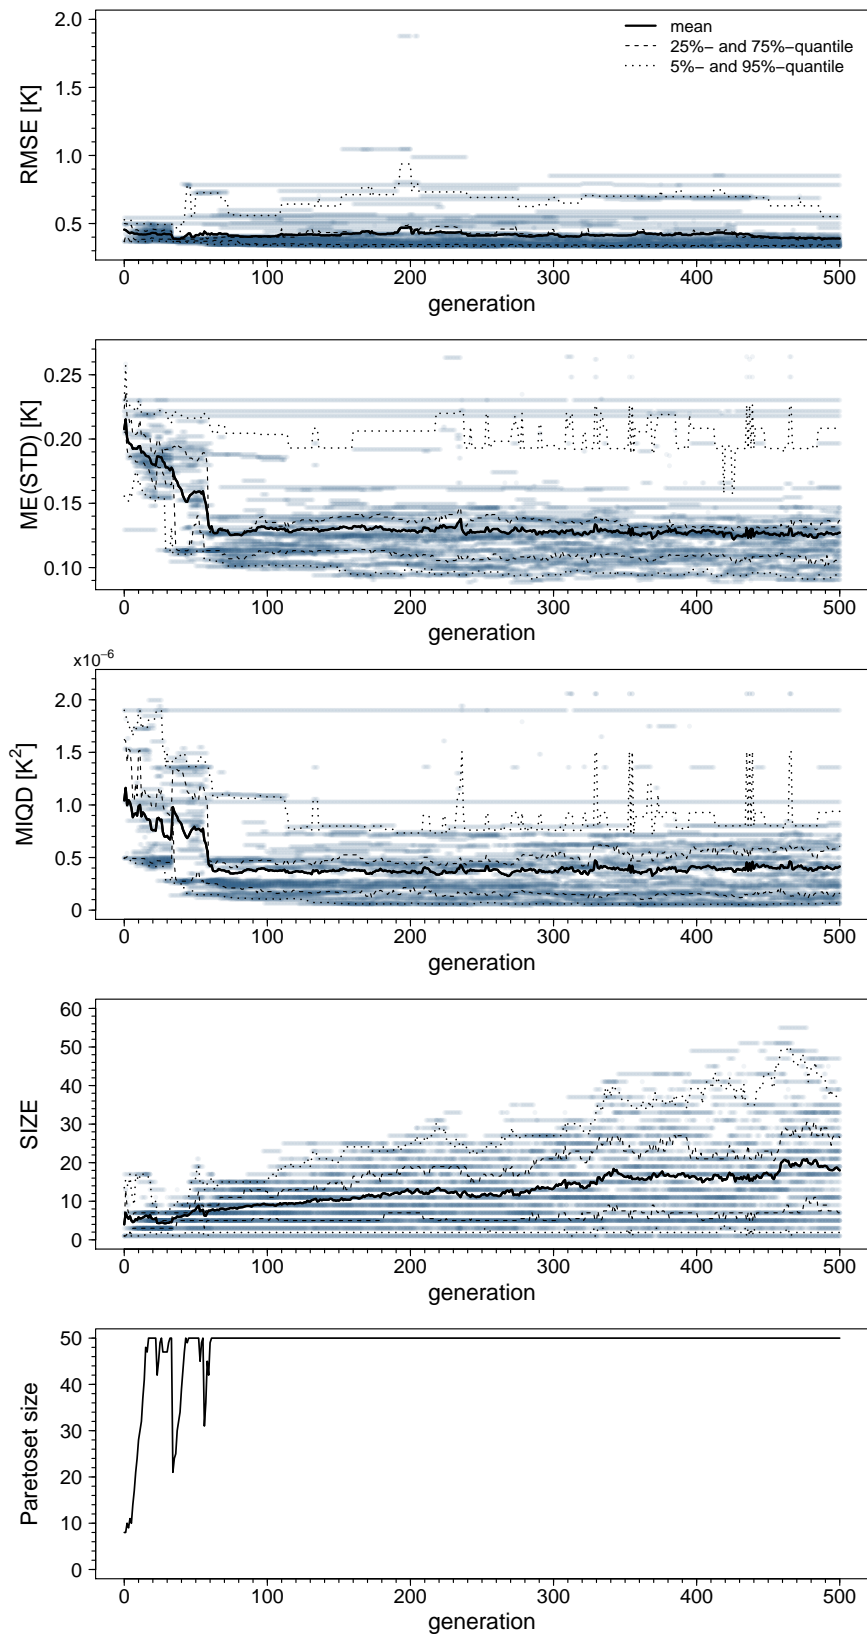 2.0
1.5
1.0
0.5
RMSE [K]
mean
25%− and 75%−quantile
5%− and 95%−quantile
0 100 200 300 400 500
generation
0.25
0.20
0.15
0.10
ME(STD) [K]
0 100 200 300 400 500
generation
x10⁻⁶
2.0
1.5
1.0
0.5
0
MIQD [K²]
0 100 200 300 400 500
generation
60
50
40
30
20
10
0
SIZE
0 100 200 300 400 500
generation
50
40
30
20
10
0
Paretoset size
0 100 200 300 400 500
generation